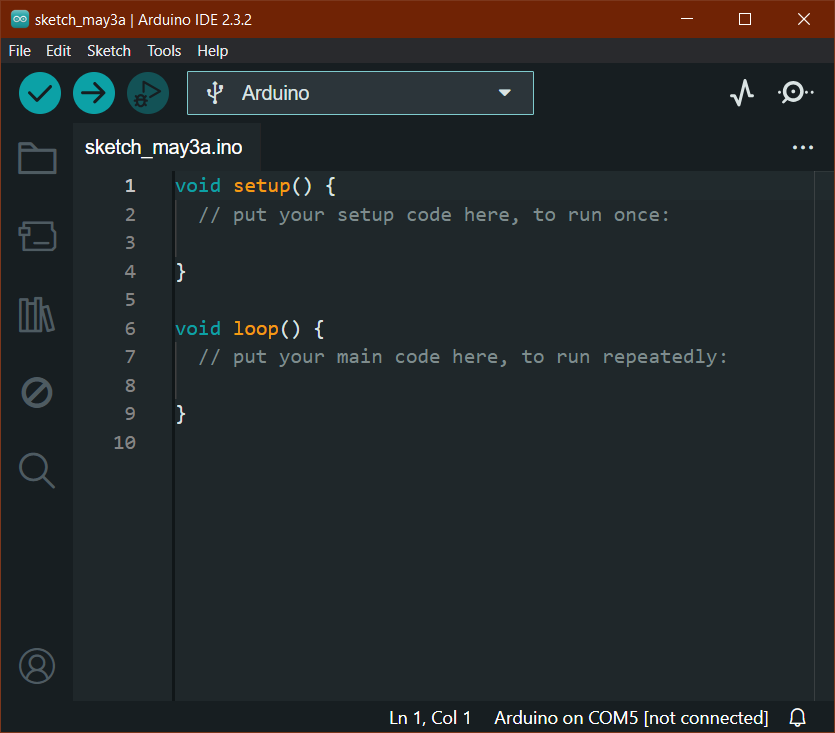 sketch_may3a | Arduino IDE 2.3.2
File Edit Sketch Tools Help
Arduino
sketch_may3a.ino
1 void setup() {
2   // put your setup code here, to run once:
3
4 }
5
6 void loop() {
7   // put your main code here, to run repeatedly:
8
9 }
10
Ln 1, Col 1 Arduino on COM5 [not connected]